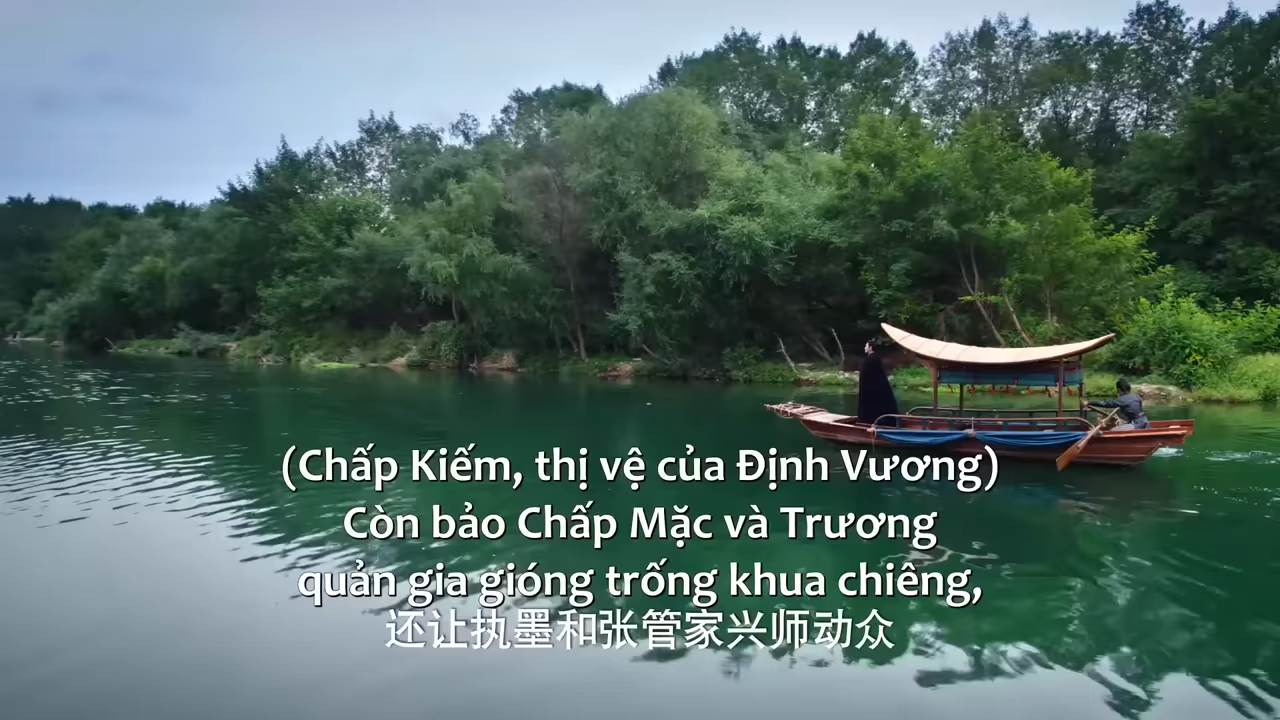 (Chấp Kiếm, thị vệ của Định Vương)
Còn bảo Chấp Mặc và Trương
quản gia gióng trống khua chiêng,
还让执墨和张管家兴师动众